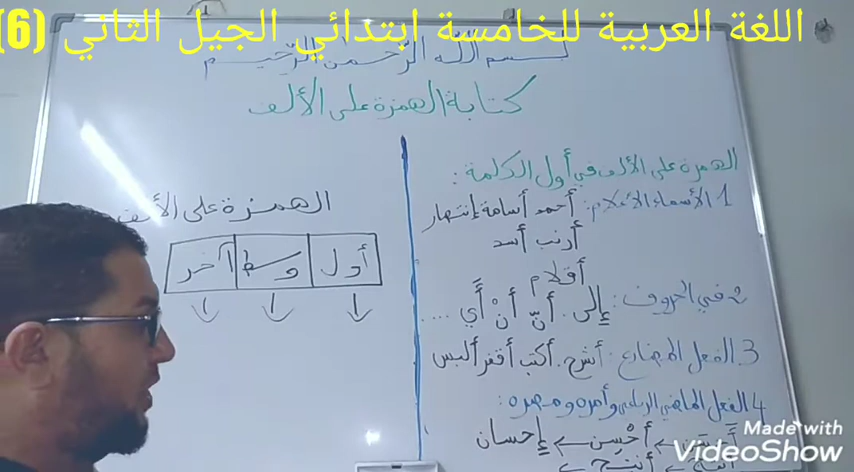 اللغة العربية للخامسة ابتدائي الجيل الثاني (6)
بسم الله الرحمن الرحيم
كتابة الهمزة على الألف
الهمزة على الألف في أول الكلمة:
1 الأسماء الأعلام: أحمد أسامة إنتهار
أرنب أسد
أقلام
2 في الحروف: إلى. أنّ أنْ أَي ....
3. الفعل المضارع: أشرح. أكتب أقفز ألبس
4 الفعل الماضي الرباعي وأمره ومصدره:
أَحْسِن إحسان
الهمزة على الألف
أول وسط آخر
Made with
VideoShow